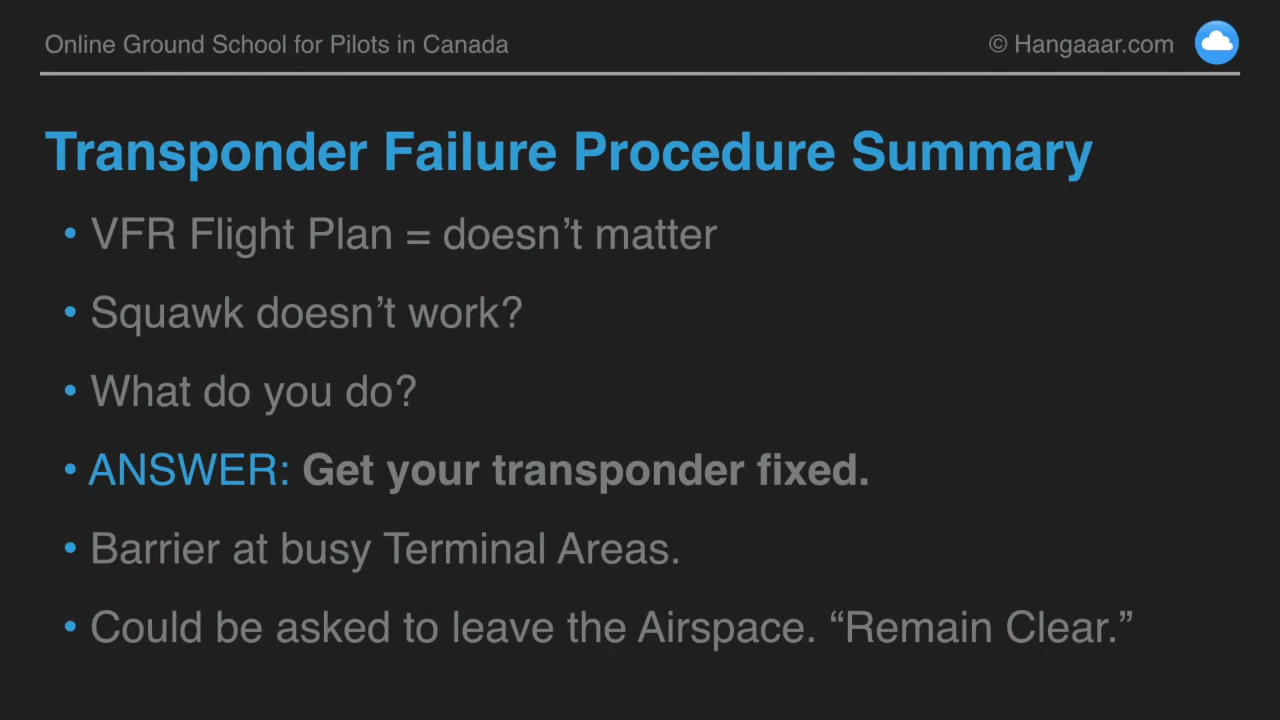 Online Ground School for Pilots in Canada
© Hangaaar.com
Transponder Failure Procedure Summary
• VFR Flight Plan = doesn’t matter
• Squawk doesn’t work?
• What do you do?
• ANSWER: Get your transponder fixed.
• Barrier at busy Terminal Areas.
• Could be asked to leave the Airspace. “Remain Clear.”